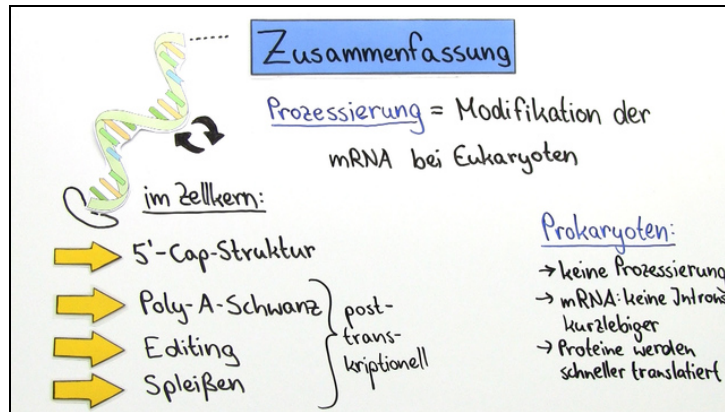 Zusammenfassung
Prozessierung = Modifikation der
mRNA bei Eukaryoten
im Zellkern:
5'-Cap-Struktur
Poly-A-Schwanz
Editing
Spleißen
post-
trans-
kriptionell
Prokaryoten:
→ keine Prozessierung
→ mRNA: keine Introns
kurzlebiger
→ Proteine werden
schneller translatiert